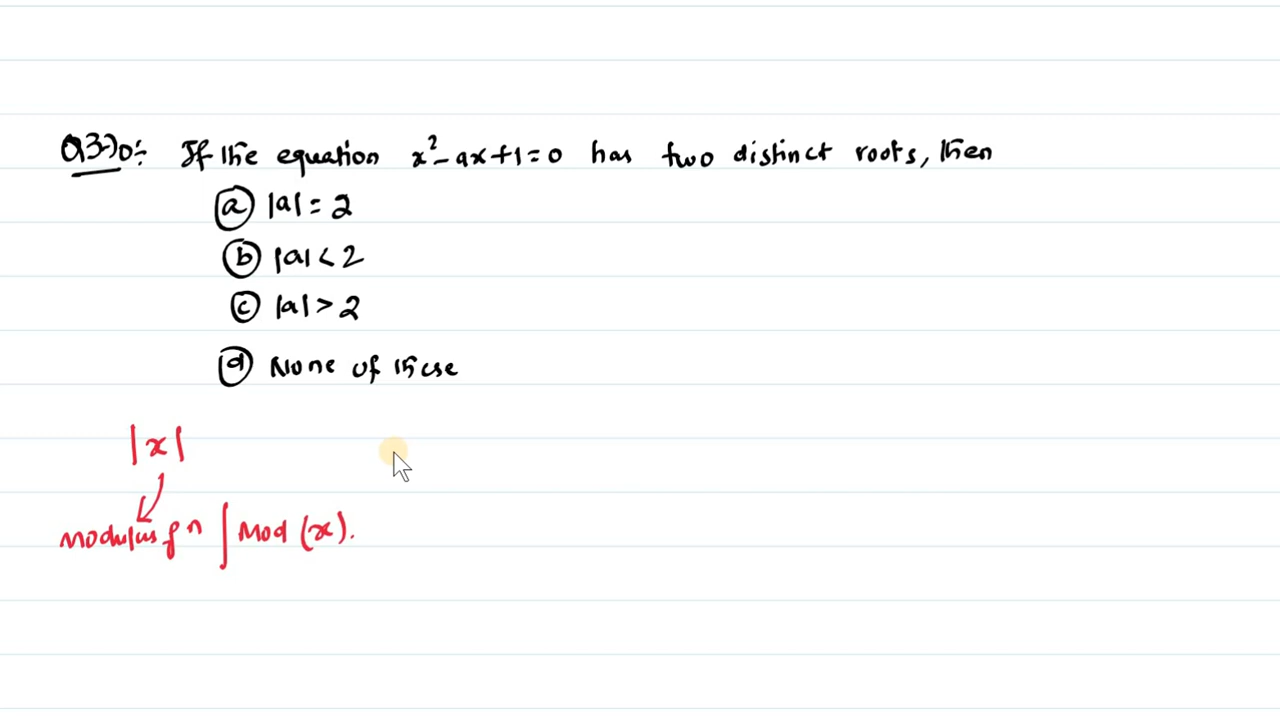 Q30:- If the equation x²-ax+1=0 has two distinct roots, then
(a) |a| = 2
(b) |a| < 2
(c) |a| > 2
(d) None of these
|x|
modulus fn / Mod (x).